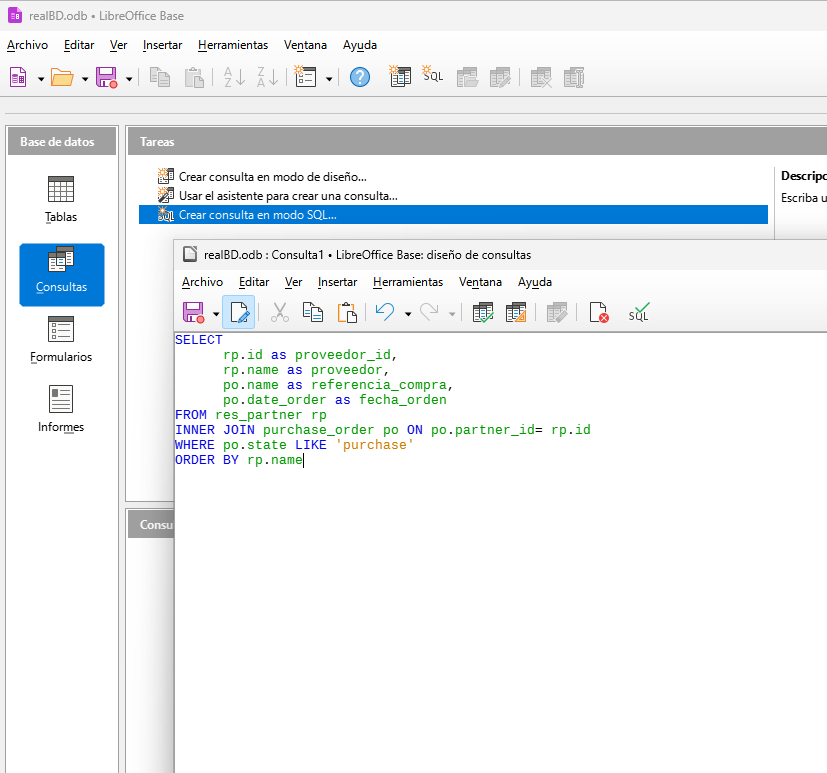 realBD.odb • LibreOffice Base
Archivo Editar Ver Insertar Herramientas Ventana Ayuda
A Z Z A SQL
Base de datos
Tareas
Crear consulta en modo de diseño...
Usar el asistente para crear una consulta...
SQL Crear consulta en modo SQL...
Descripc
Escriba u
Tablas
Consultas
Formularios
Informes
Consu
realBD.odb : Consulta1 • LibreOffice Base: diseño de consultas
Archivo Editar Ver Insertar Herramientas Ventana Ayuda
SQL
SELECT
rp.id as proveedor_id,
rp.name as proveedor,
po.name as referencia_compra,
po.date_order as fecha_orden
FROM res_partner rp
INNER JOIN purchase_order po ON po.partner_id= rp.id
WHERE po.state LIKE 'purchase'
ORDER BY rp.name